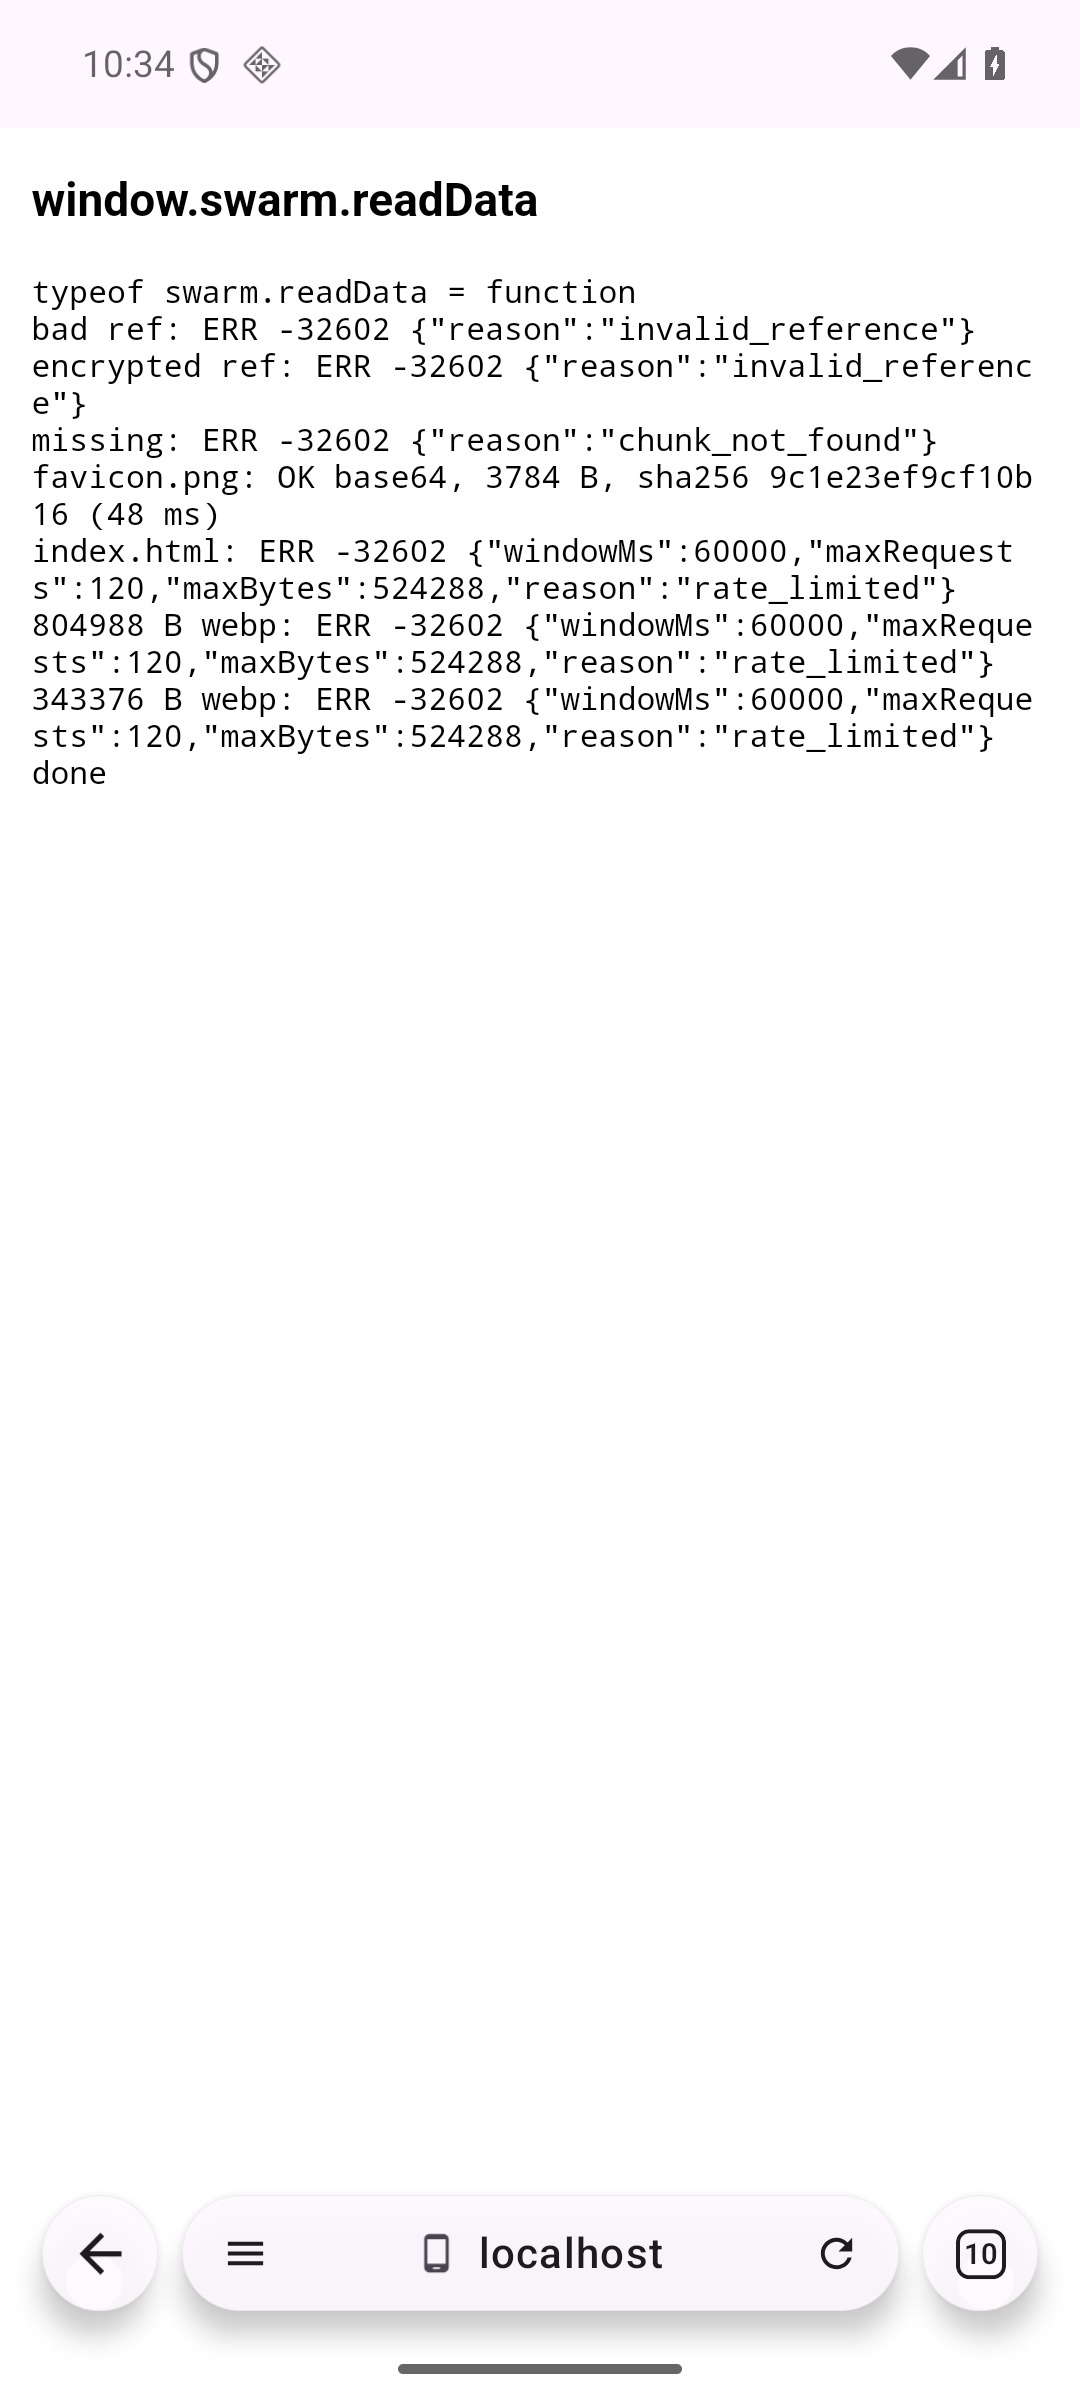 10:34
window.swarm.readData
typeof swarm.readData = function
bad ref: ERR -32602 {"reason":"invalid_reference"}
encrypted ref: ERR -32602 {"reason":"invalid_referenc
e"}
missing: ERR -32602 {"reason":"chunk_not_found"}
favicon.png: OK base64, 3784 B, sha256 9c1e23ef9cf10b
16 (48 ms)
index.html: ERR -32602 {"windowMs":60000,"maxRequest
s":120,"maxBytes":524288,"reason":"rate_limited"}
804988 B webp: ERR -32602 {"windowMs":60000,"maxReque
sts":120,"maxBytes":524288,"reason":"rate_limited"}
343376 B webp: ERR -32602 {"windowMs":60000,"maxReque
sts":120,"maxBytes":524288,"reason":"rate_limited"}
done
localhost
10